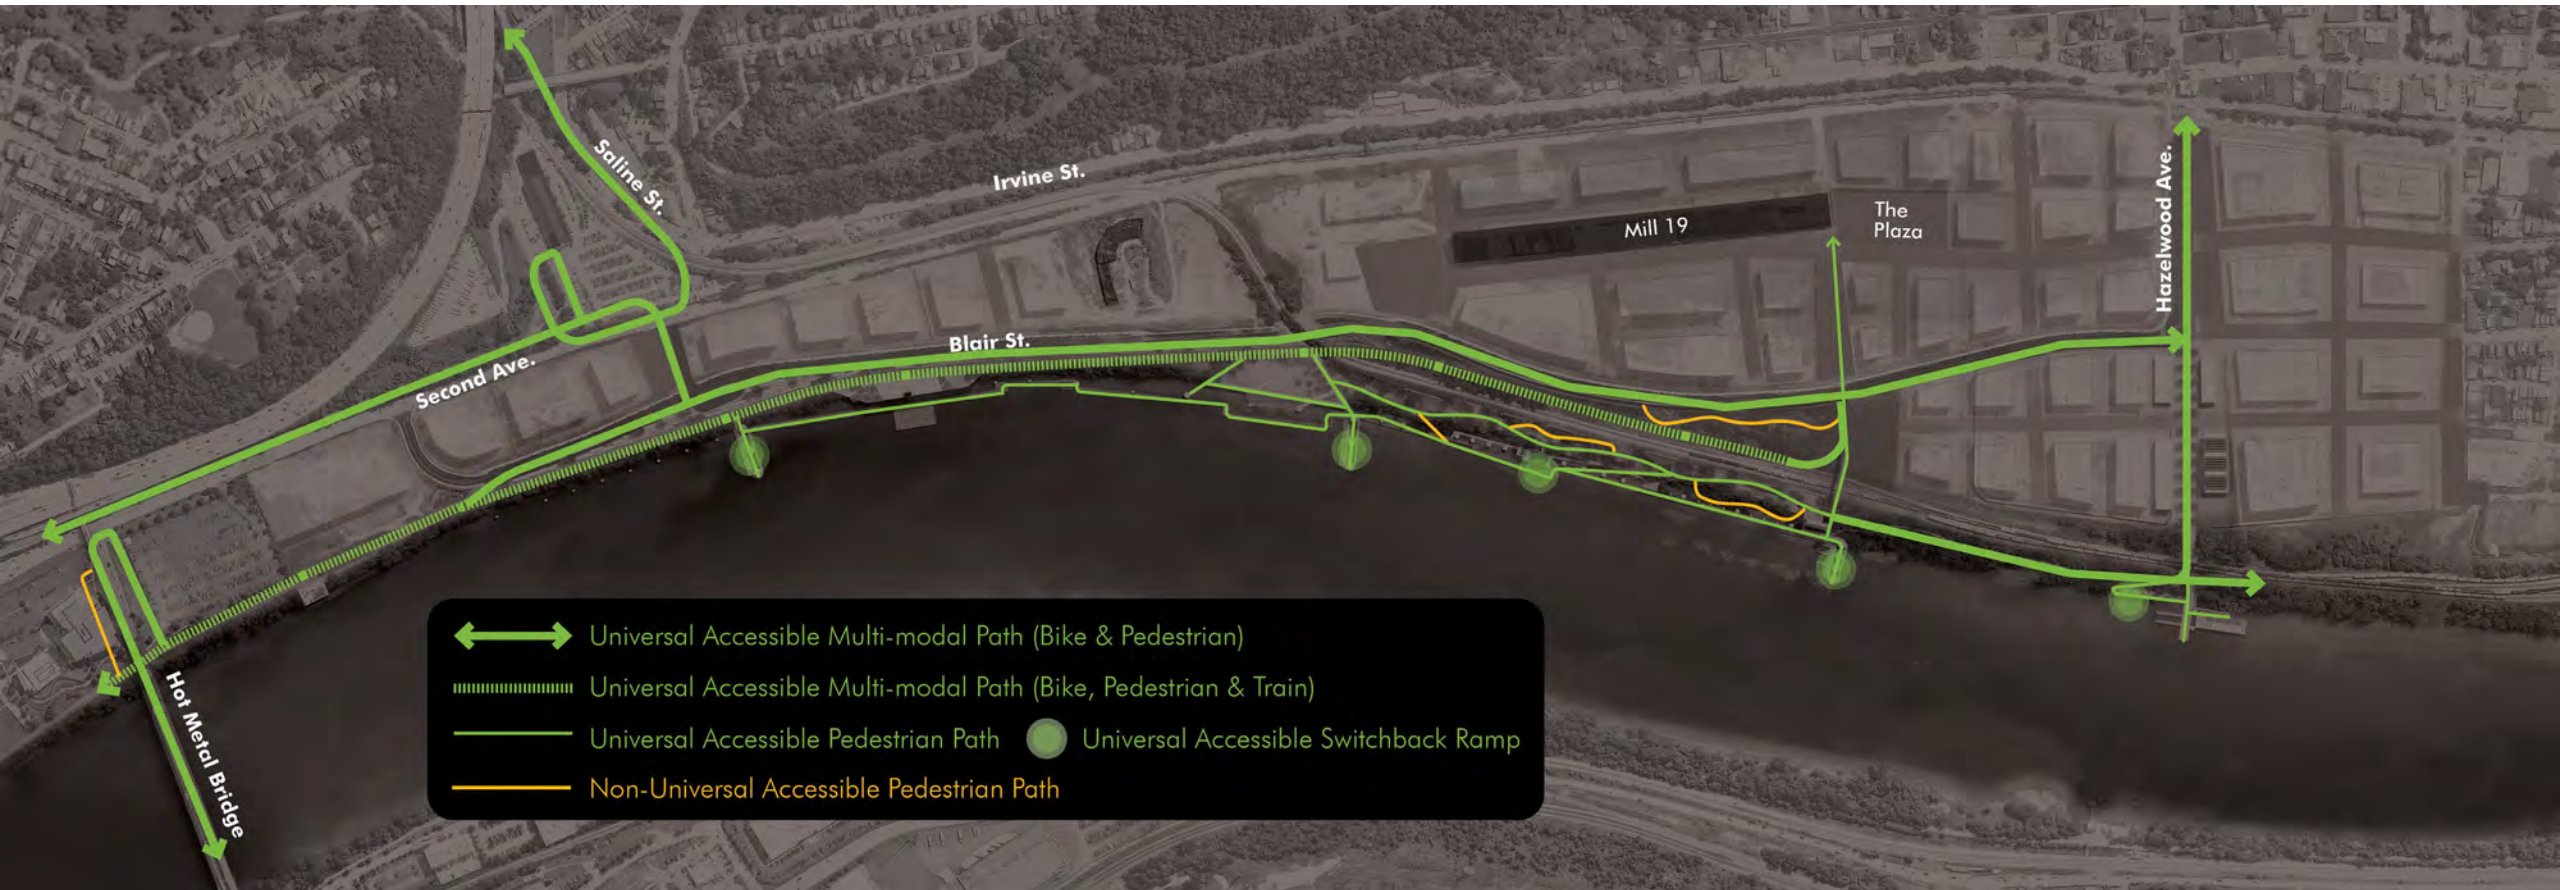 Saline St.
Irvine St.
Mill 19
The
Plaza
Hazelwood Ave.
Blair St.
Second Ave.
Hot Metal Bridge
Universal Accessible Multi-modal Path (Bike & Pedestrian)
Universal Accessible Multi-modal Path (Bike, Pedestrian & Train)
Universal Accessible Pedestrian Path
Universal Accessible Switchback Ramp
Non-Universal Accessible Pedestrian Path